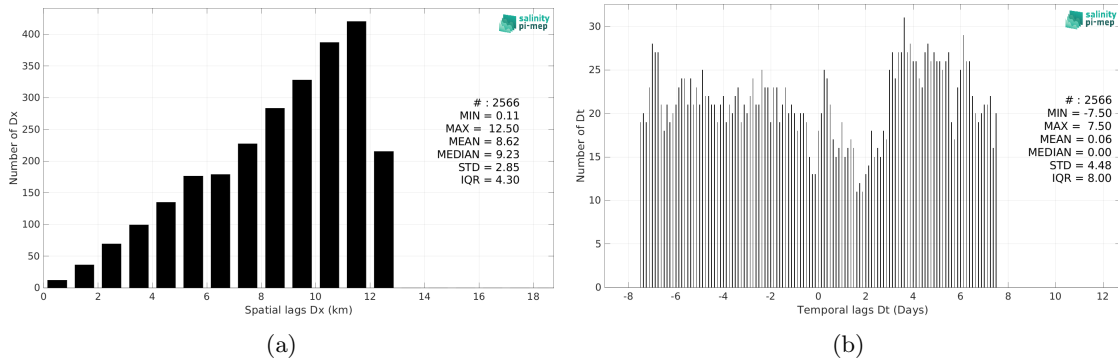 salinity
pi-mep
400
350
300
250
200
150
100
50
0
Number of Dx
# : 2566
MIN = 0.11
MAX = 12.50
MEAN = 8.62
MEDIAN = 9.23
STD = 2.85
IQR = 4.30
0 2 4 6 8 10 12 14 16 18
Spatial lags Dx (km)
(a)
salinity
pi-mep
30
25
20
15
10
5
0
Number of Dt
# : 2566
MIN = -7.50
MAX = 7.50
MEAN = 0.06
MEDIAN = 0.00
STD = 4.48
IQR = 8.00
-8 -6 -4 -2 0 2 4 6 8 10 12
Temporal lags Dt (Days)
(b)